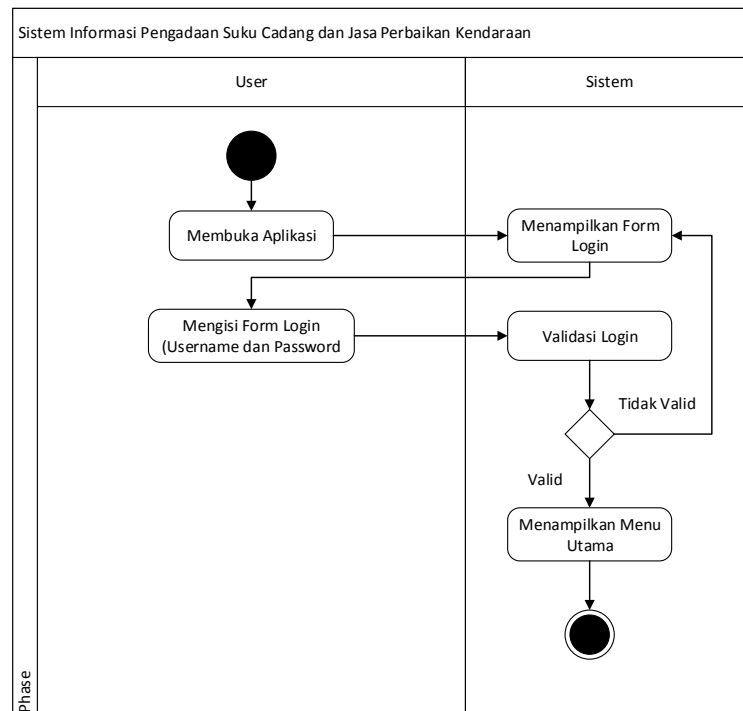 Sistem Informasi Pengadaan Suku Cadang dan Jasa Perbaikan Kendaraan
User
Sistem
Membuka Aplikasi
Menampilkan Form
Login
Mengisi Form Login
(Username dan Password
Validasi Login
Tidak Valid
Valid
Menampilkan Menu
Utama
Phase